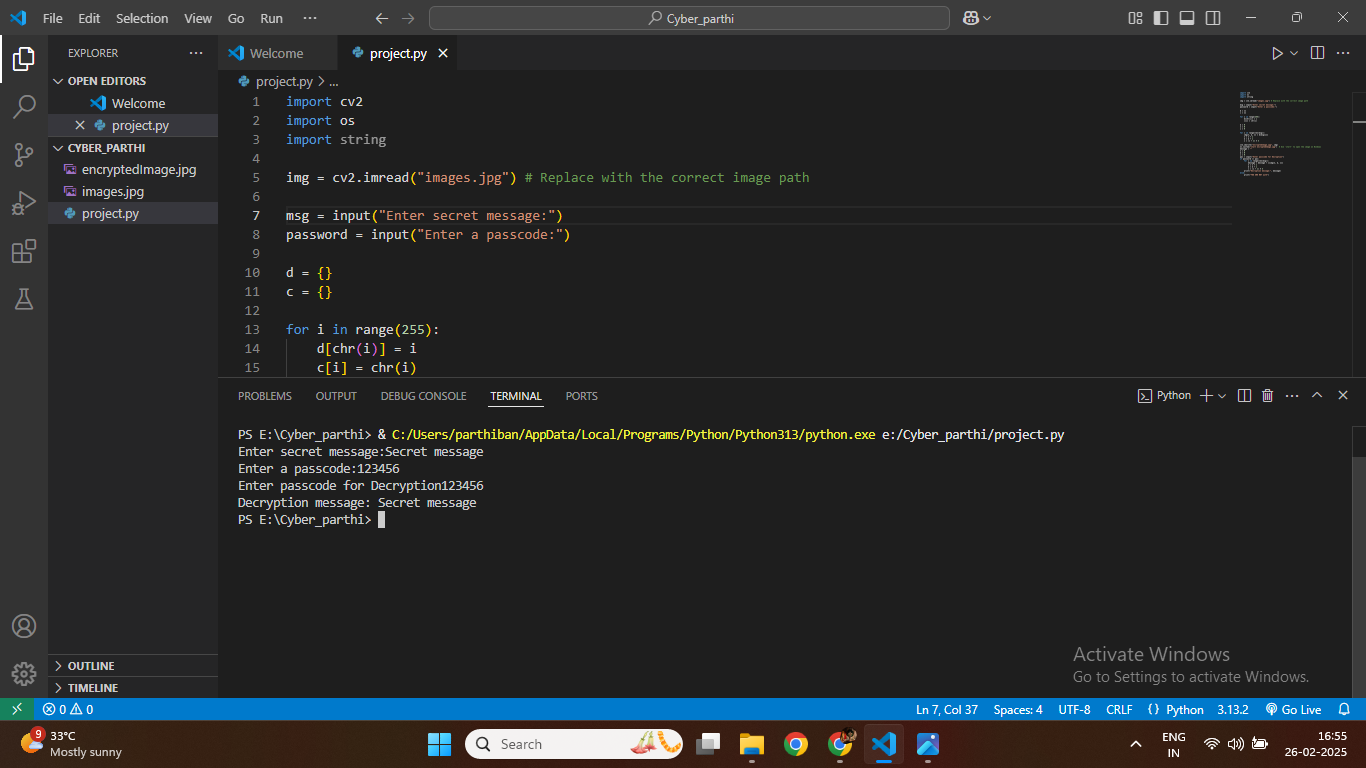 File Edit Selection View Go Run ···
Cyber_parthi
EXPLORER
OPEN EDITORS
Welcome
project.py
CYBER_PARTHI
encryptedImage.jpg
images.jpg
project.py
OUTLINE
TIMELINE
Welcome
project.py
project.py > ...
1 import cv2
2 import os
3 import string
4
5 img = cv2.imread("images.jpg") # Replace with the correct image path
6
7 msg = input("Enter secret message:")
8 password = input("Enter a passcode:")
9
10 d = {}
11 c = {}
12
13 for i in range(255):
14 d[chr(i)] = i
15 c[i] = chr(i)
PROBLEMS OUTPUT DEBUG CONSOLE TERMINAL PORTS
Python
PS E:\Cyber_parthi> & C:/Users/parthiban/AppData/Local/Programs/Python/Python313/python.exe e:/Cyber_parthi/project.py
Enter secret message:Secret message
Enter a passcode:123456
Enter passcode for Decryption123456
Decryption message: Secret message
PS E:\Cyber_parthi>
Activate Windows
Go to Settings to activate Windows.
0 0
Ln 7, Col 37 Spaces: 4 UTF-8 CRLF {} Python 3.13.2 Go Live
9
33°C
Mostly sunny
Search
ENG
IN
16:55
26-02-2025